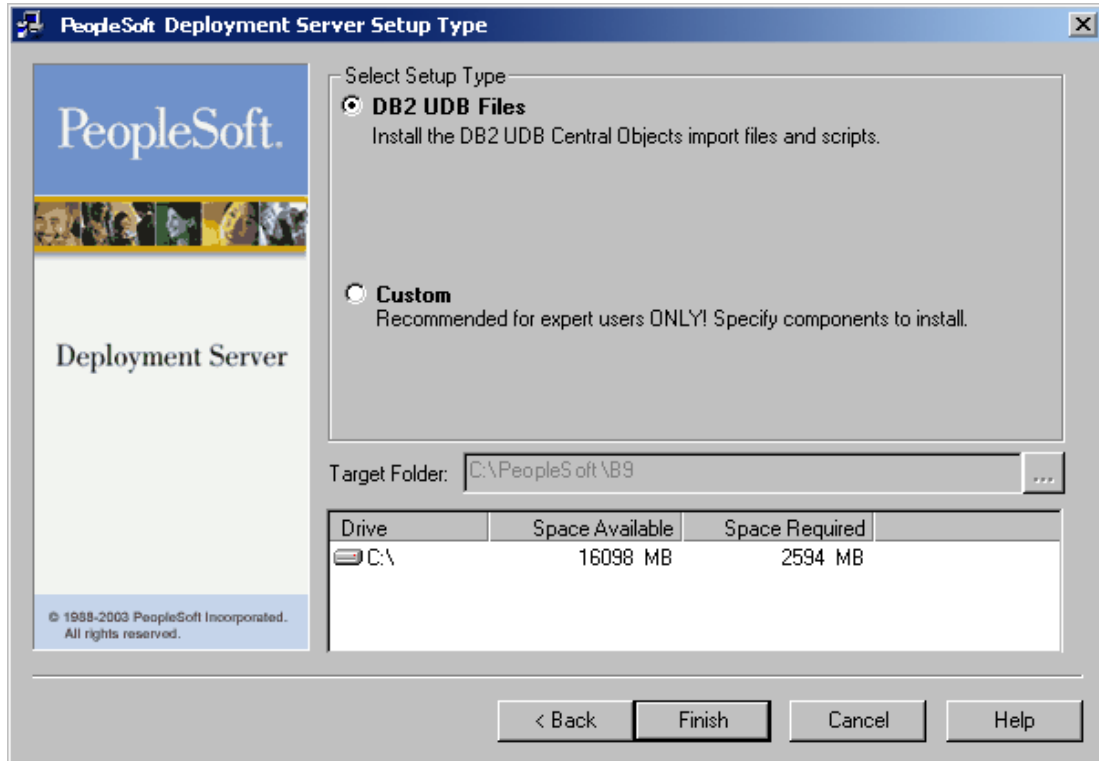 PeopleSoft Deployment Server Setup Type
PeopleSoft.
Deployment Server
© 1988-2003 PeopleSoft Incorporated.
All rights reserved.
Select Setup Type
DB2 UDB Files
Install the DB2 UDB Central Objects import files and scripts.
Custom
Recommended for expert users ONLY! Specify components to install.
Target Folder: C:\PeopleSoft\B9 ...
Drive Space Available Space Required
C:\ 16098 MB 2594 MB
< Back Finish Cancel Help